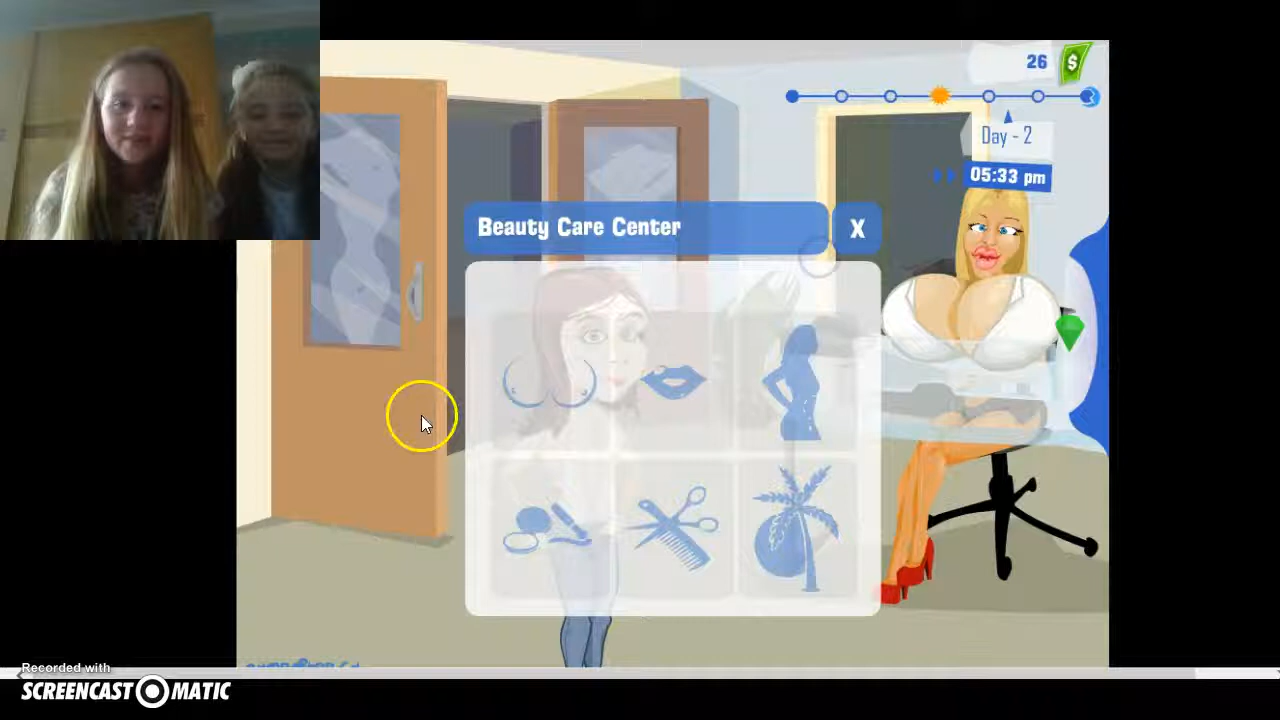 26
$
Day - 2
05:33 pm
Beauty Care Center
X
Recorded with
SCREENCAST MATIC